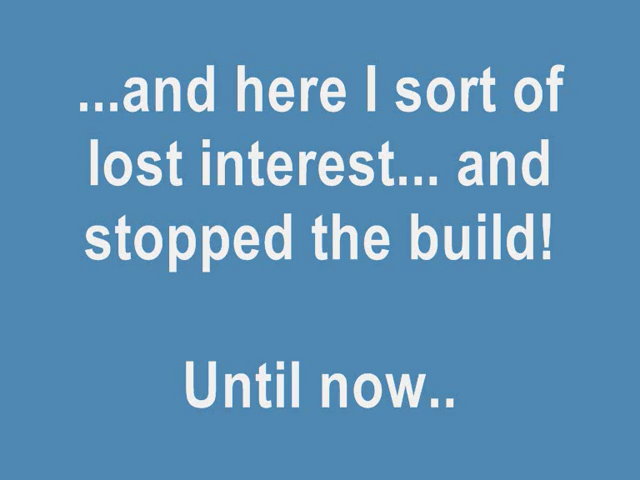 ...and here I sort of
lost interest... and
stopped the build!
Until now..